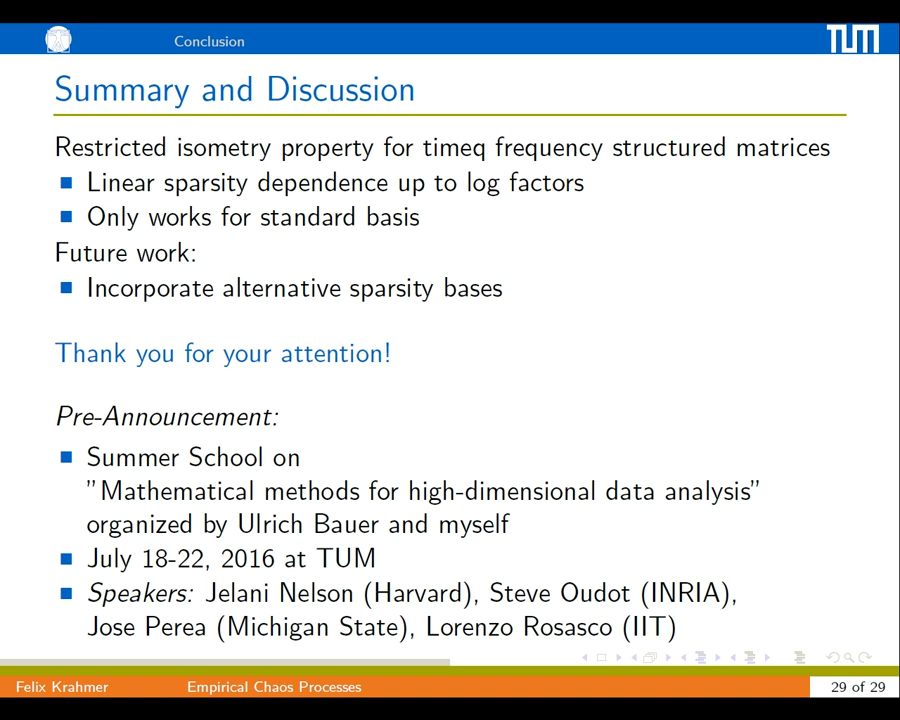 Conclusion
TUM
Summary and Discussion
Restricted isometry property for timeq frequency structured matrices
Linear sparsity dependence up to log factors
Only works for standard basis
Future work:
Incorporate alternative sparsity bases
Thank you for your attention!
Pre-Announcement:
Summer School on
”Mathematical methods for high-dimensional data analysis”
organized by Ulrich Bauer and myself
July 18-22, 2016 at TUM
Speakers: Jelani Nelson (Harvard), Steve Oudot (INRIA),
Jose Perea (Michigan State), Lorenzo Rosasco (IIT)
Felix Krahmer Empirical Chaos Processes 29 of 29